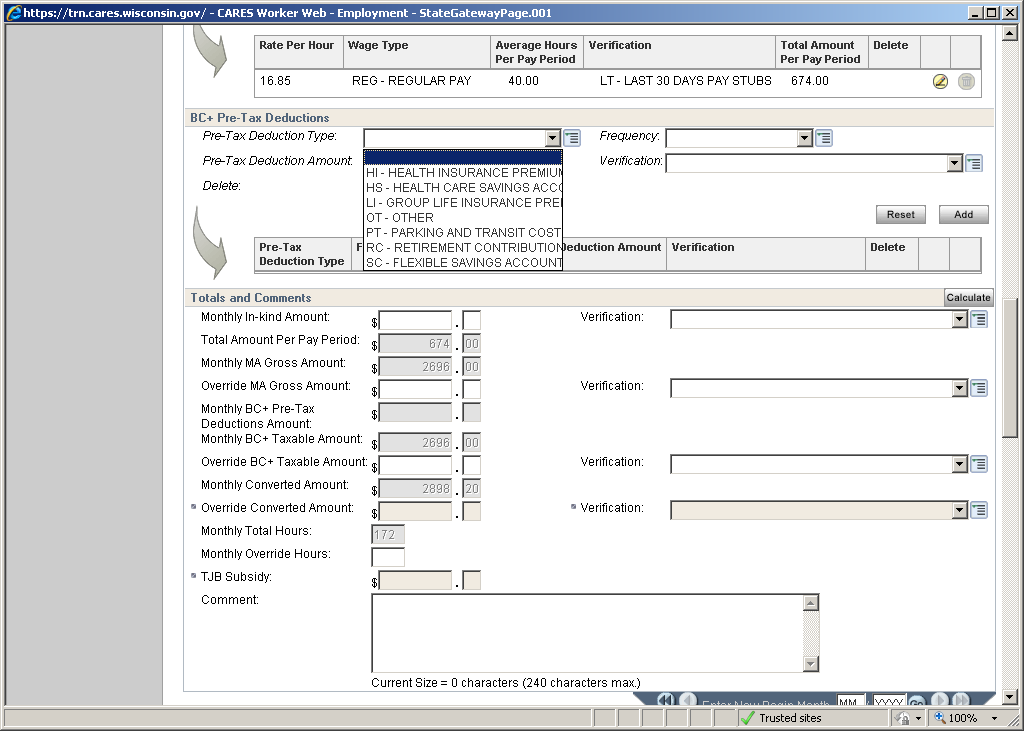 https://trn.cares.wisconsin.gov/ - CARES Worker Web - Employment - StateGatewayPage.001
Rate Per Hour Wage Type Average Hours Per Pay Period Verification Total Amount Per Pay Period Delete
16.85 REG - REGULAR PAY 40.00 LT - LAST 30 DAYS PAY STUBS 674.00
BC+ Pre-Tax Deductions
Pre-Tax Deduction Type: Frequency:
Pre-Tax Deduction Amount: Verification:
Delete:
HI - HEALTH INSURANCE PREMIUM
HS - HEALTH CARE SAVINGS ACCO
LI - GROUP LIFE INSURANCE PREI
OT - OTHER
PT - PARKING AND TRANSIT COST
RC - RETIREMENT CONTRIBUTION
SC - FLEXIBLE SAVINGS ACCOUNT
Reset Add
Pre-Tax Deduction Type F Deduction Amount Verification Delete
Totals and Comments Calculate
Monthly In-kind Amount: $ . Verification:
Total Amount Per Pay Period: $ 674 . 00
Monthly MA Gross Amount: $ 2696 . 00
Override MA Gross Amount: $ . Verification:
Monthly BC+ Pre-Tax
Deductions Amount: $ .
Monthly BC+ Taxable Amount: $ 2696 . 00
Override BC+ Taxable Amount: $ . Verification:
Monthly Converted Amount: $ 2898 . 20
Override Converted Amount: $ . Verification:
Monthly Total Hours: 172
Monthly Override Hours:
TJB Subsidy: $ .
Comment:
Current Size = 0 characters (240 characters max.)
Enter New Begin Month MM / YYYY Go
Trusted sites 100%